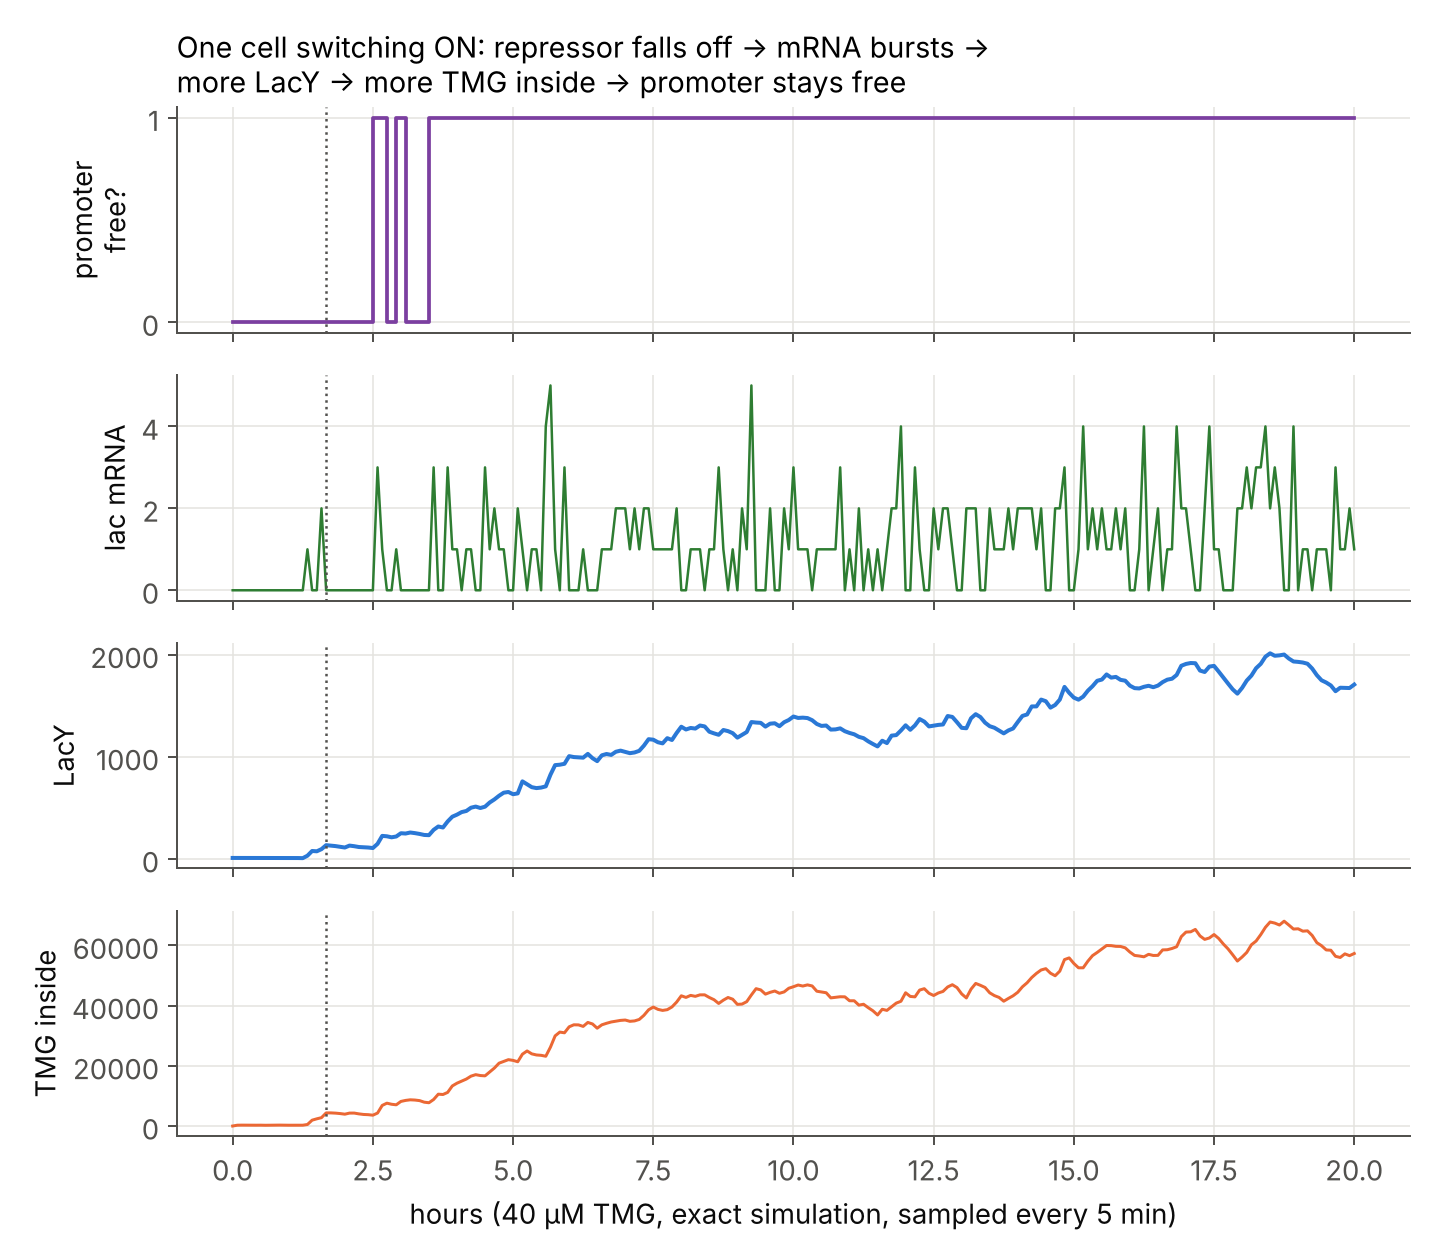 One cell switching ON: repressor falls off → mRNA bursts →
more LacY → more TMG inside → promoter stays free
promoter
free?
1
0
lac mRNA
4
2
0
LacY
2000
1000
0
TMG inside
60000
40000
20000
0
0.0 2.5 5.0 7.5 10.0 12.5 15.0 17.5 20.0
hours (40 µM TMG, exact simulation, sampled every 5 min)